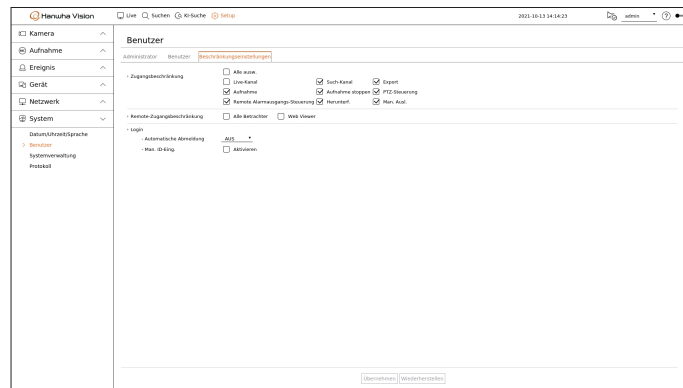 Hanwha Vision
Live Suchen KI-Suche Setup
2021-10-13 14:14:23
admin
Kamera
Aufnahme
Ereignis
Gerät
Netzwerk
System
Datum/Uhrzeit/Sprache
> Benutzer
Systemverwaltung
Protokoll
Benutzer
Administrator Benutzer Beschränkungseinstellungen
Zugangsbeschränkung
Alle ausw.
Live-Kanal Such-Kanal Export
Aufnahme Aufnahme stoppen PTZ-Steuerung
Remote Alarmausgangs-Steuerung Herunterf. Man. Ausl.
Remote-Zugangsbeschränkung Alle Betrachter Web Viewer
Login
- Automatische Abmeldung AUS
- Man. ID-Eing. Aktivieren
Übernehmen Wiederherstellen